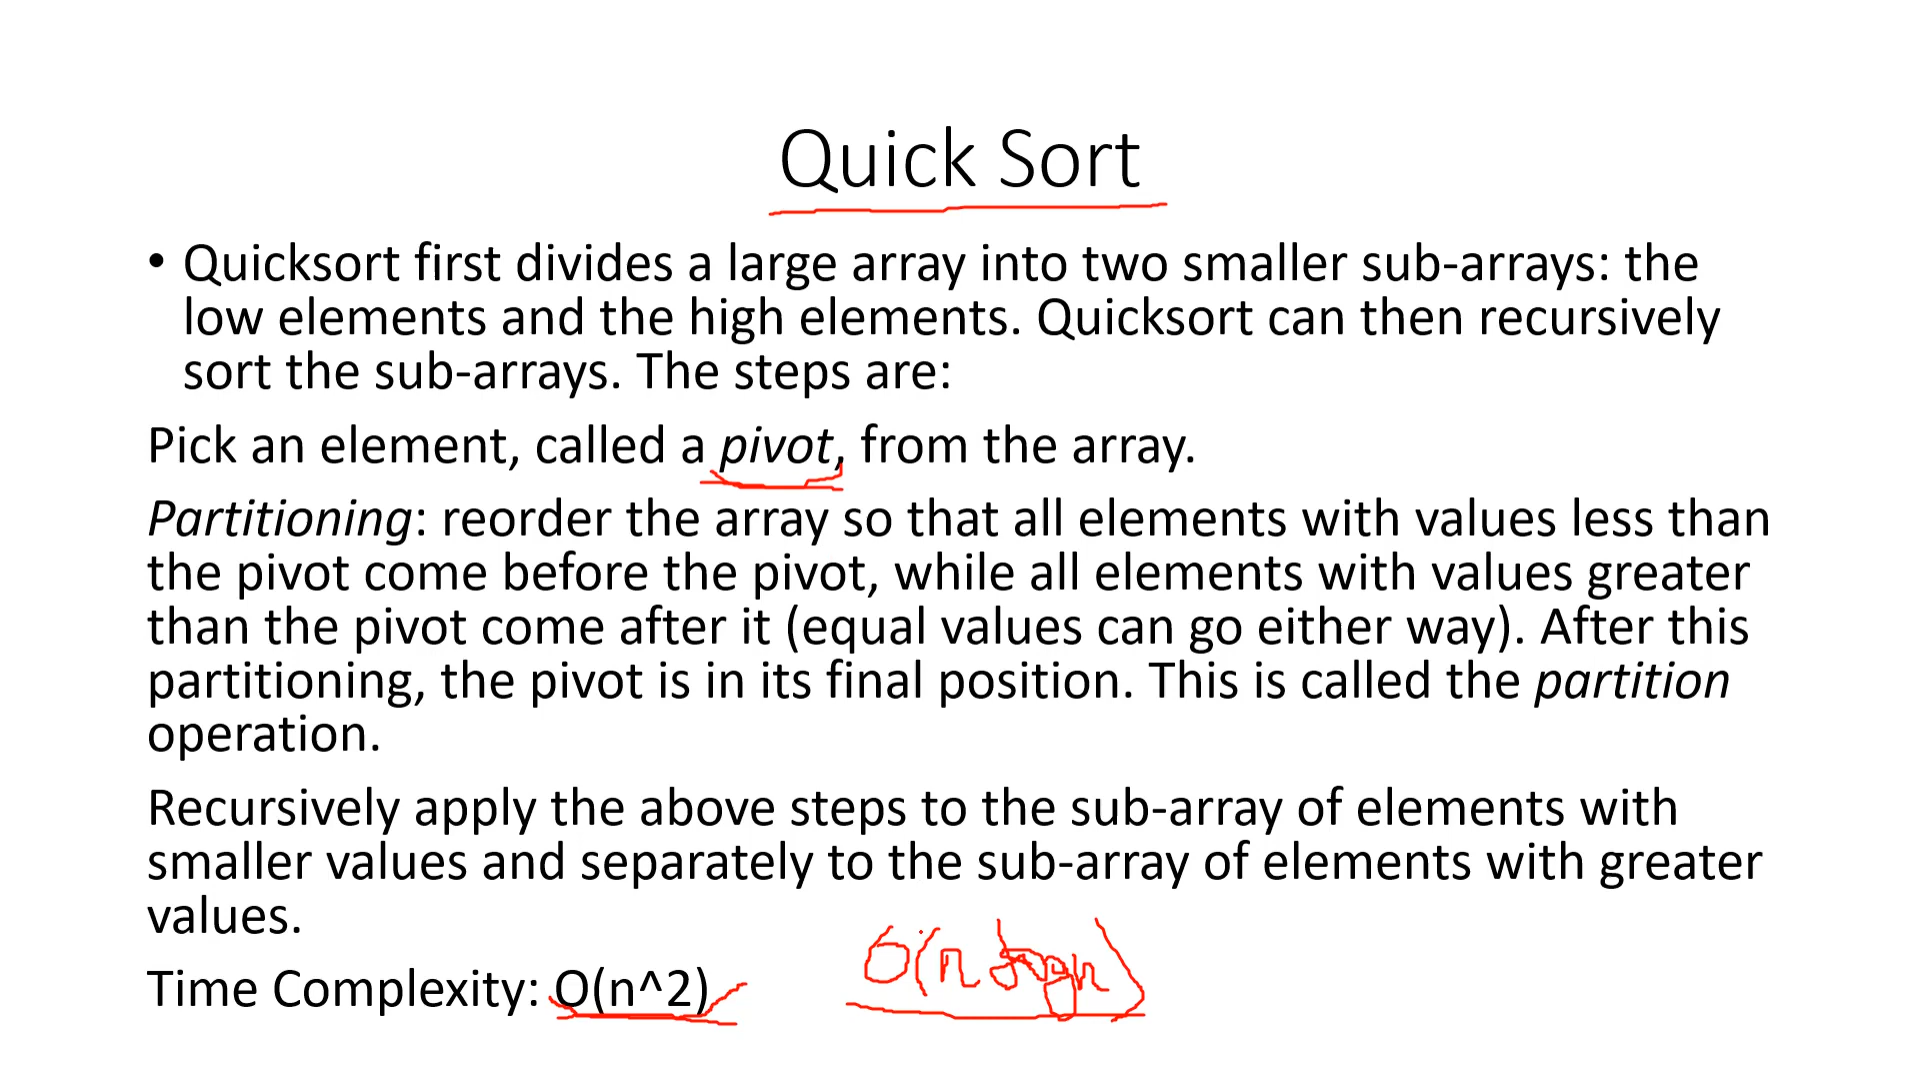 Quick Sort
• Quicksort first divides a large array into two smaller sub-arrays: the
low elements and the high elements. Quicksort can then recursively
sort the sub-arrays. The steps are:
Pick an element, called a pivot, from the array.
Partitioning: reorder the array so that all elements with values less than
the pivot come before the pivot, while all elements with values greater
than the pivot come after it (equal values can go either way). After this
partitioning, the pivot is in its final position. This is called the partition
operation.
Recursively apply the above steps to the sub-array of elements with
smaller values and separately to the sub-array of elements with greater
values.
Time Complexity: O(n^2) O(n logn)